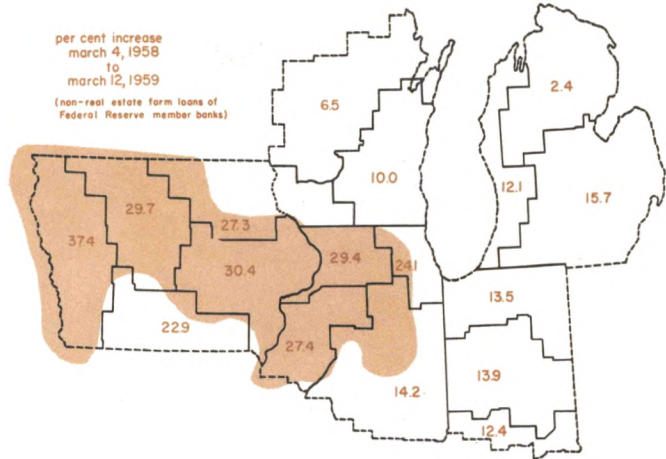 per cent increase
march 4, 1958
to
march 12, 1959
(non-real estate farm loans of
Federal Reserve member banks)
6.5
2.4
10.0
12.1
15.7
29.7
27.3
37.4
30.4
29.4
24.1
13.5
22.9
27.4
14.2
13.9
12.4